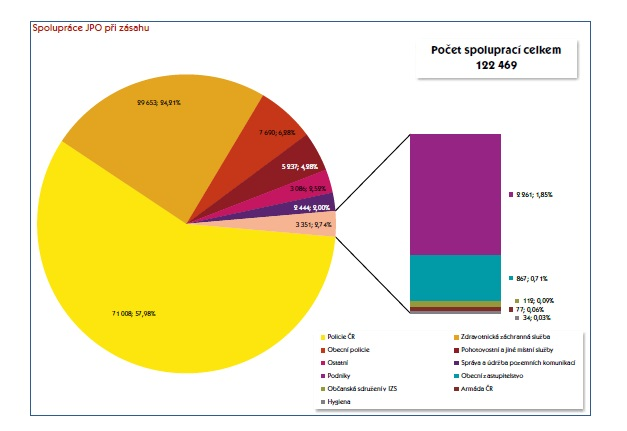 Spolupráce JPO při zásahu
Počet spoluprací celkem
122 469
29 653; 24,21%
7 690; 6,28%
5 237; 4,28%
3 086; 2,52%
2 444; 2,00%
3 351; 2,74%
71 008; 57,98%
2 261; 1,85%
867; 0,71%
112; 0,09%
77; 0,06%
34; 0,03%
Policie ČR
Zdravotnická záchranná služba
Obecní policie
Pohotovostní a jiné místní služby
Ostatní
Správa a údržba pozemních komunikací
Podniky
Obecní zastupitelstvo
Občanská sdružení v IZS
Armáda ČR
Hygiena